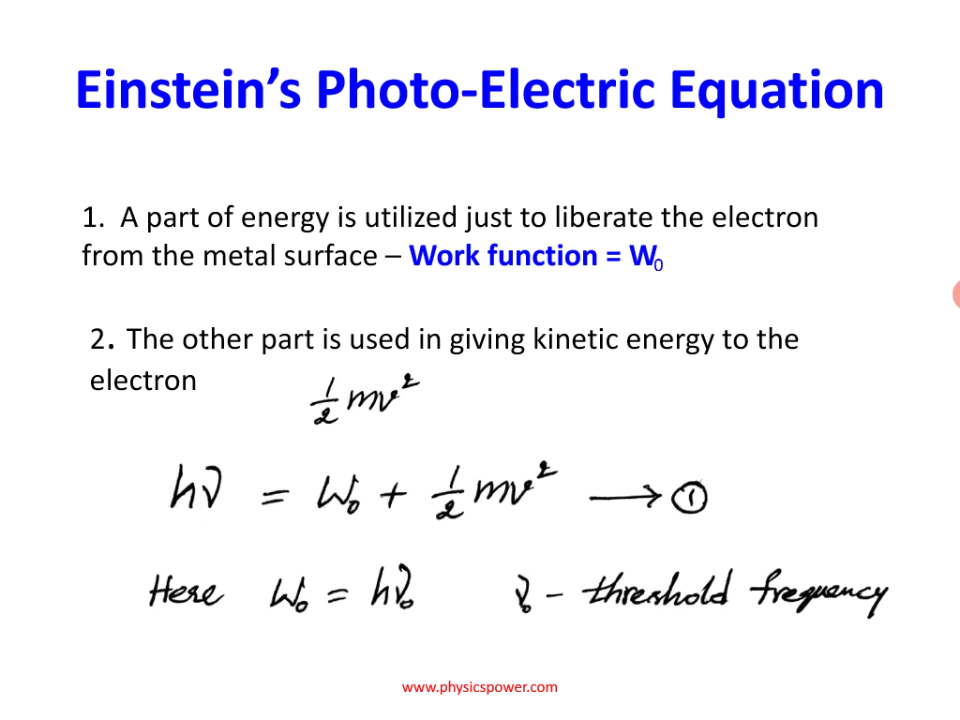 Einstein’s Photo-Electric Equation
1. A part of energy is utilized just to liberate the electron
from the metal surface – Work function = W₀
2. The other part is used in giving kinetic energy to the
electron
½ mv²
hν = W₀ + ½ mv² ⟶ ①
Here W₀ = hν₀ ν₀ – threshold frequency
www.physicspower.com